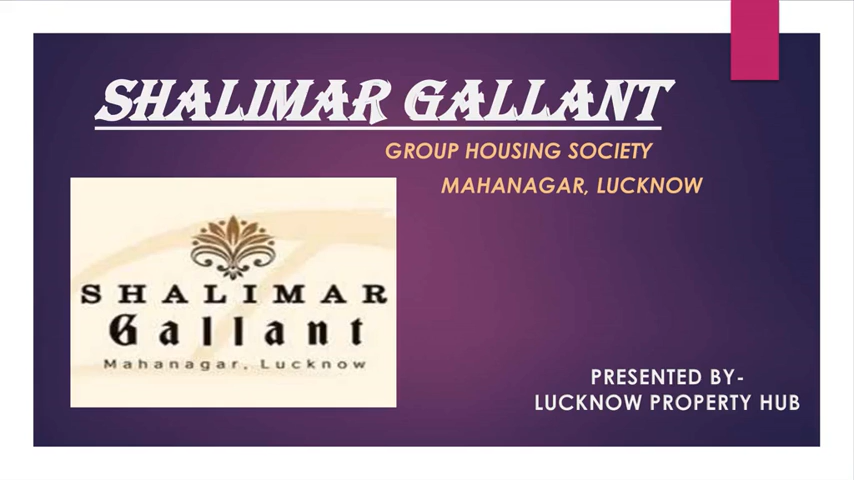 SHALIMAR GALLANT
GROUP HOUSING SOCIETY
MAHANAGAR, LUCKNOW
SHALIMAR
Gallant
Mahanagar, Lucknow
PRESENTED BY-
LUCKNOW PROPERTY HUB